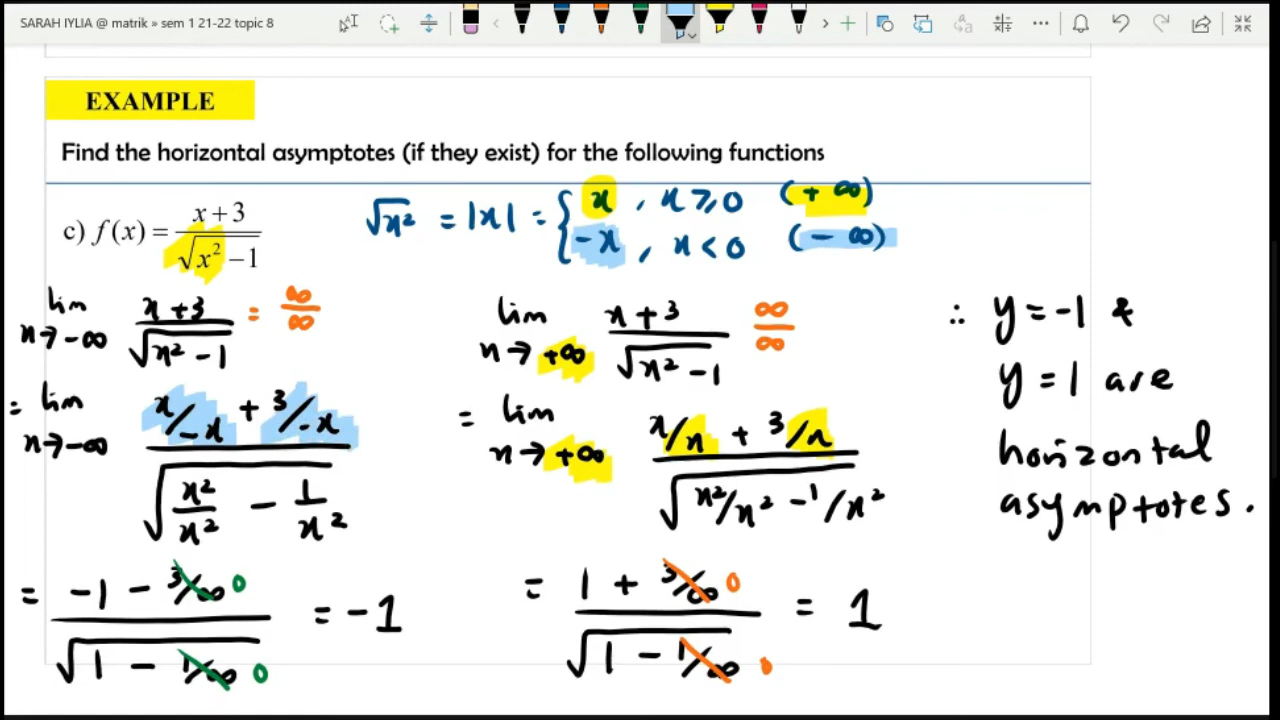 SARAH IYLIA @ matrik » sem 1 21-22 topic 8
EXAMPLE
Find the horizontal asymptotes (if they exist) for the following functions
c) f(x) = (x + 3)/(√x² − 1)
√x² = |x| = { x , x ≥ 0 (+∞)
−x , x < 0 (−∞)
lim x→−∞ (x + 3)/√(x² − 1) = ∞/∞
= lim x→−∞ (x/−x + 3/−x)/√(x²/x² − 1/x²)
= (−1 − 3/∞ 0)/√(1 − 1/∞ 0) = −1
lim x→+∞ (x + 3)/√(x² − 1) ∞/∞
= lim x→+∞ (x/x + 3/x)/√(x²/x² − 1/x²)
= (1 + 3/∞ 0)/√(1 − 1/∞ 0) = 1
∴ y = −1 &
y = 1 are
horizontal
asymptotes.